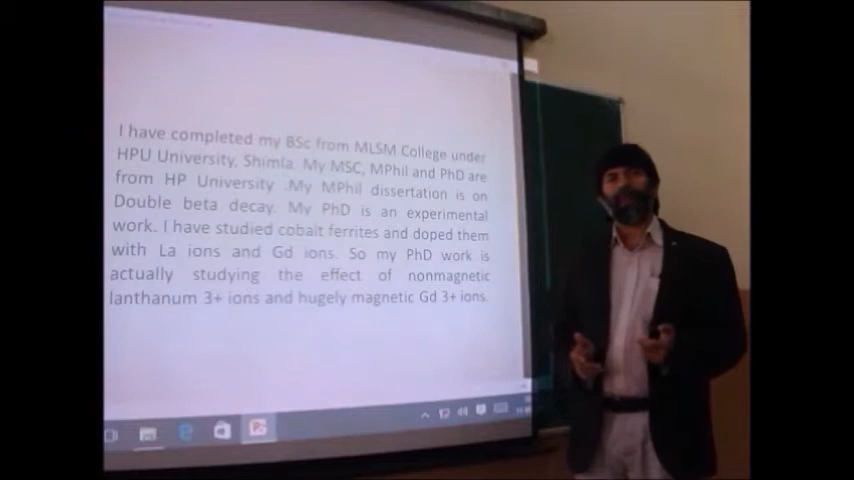 I have completed my BSc from MLSM College under
HPU University, Shimla. My MSC, MPhil and PhD are
from HP University .My MPhil dissertation is on
Double beta decay. My PhD is an experimental
work. I have studied cobalt ferrites and doped them
with La ions and Gd ions. So my PhD work is
actually studying the effect of nonmagnetic
lanthanum 3+ ions and hugely magnetic Gd 3+ ions.